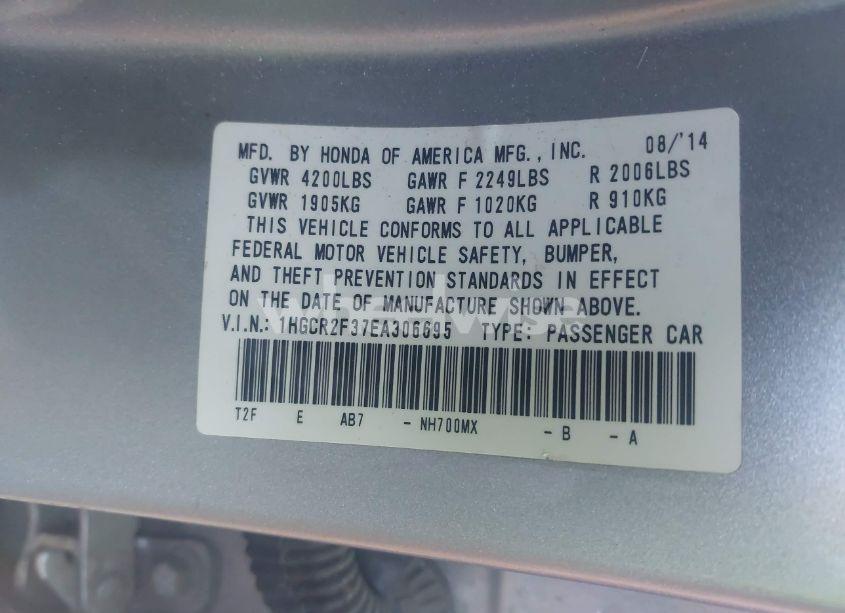 MFD. BY HONDA OF AMERICA MFG., INC. 08/'14
GVWR 4200LBS GAWR F 2249LBS R 2006LBS
GVWR 1905KG GAWR F 1020KG R 910KG
THIS VEHICLE CONFORMS TO ALL APPLICABLE
FEDERAL MOTOR VEHICLE SAFETY, BUMPER,
AND THEFT PREVENTION STANDARDS IN EFFECT
ON THE DATE OF MANUFACTURE SHOWN ABOVE.
wheelwise
V.I.N.: 1HGCR2F37EA306695 TYPE: PASSENGER CAR
T2F E AB7 - NH700MX - B - A